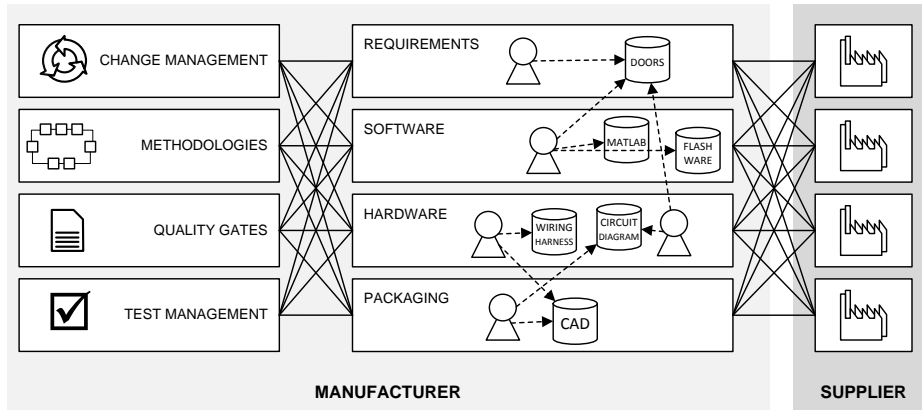 CHANGE MANAGEMENT
METHODOLOGIES
QUALITY GATES
TEST MANAGEMENT
REQUIREMENTS
DOORS
SOFTWARE
MATLAB
FLASH
WARE
HARDWARE
WIRING
HARNESS
CIRCUIT
DIAGRAM
PACKAGING
CAD
MANUFACTURER
SUPPLIER